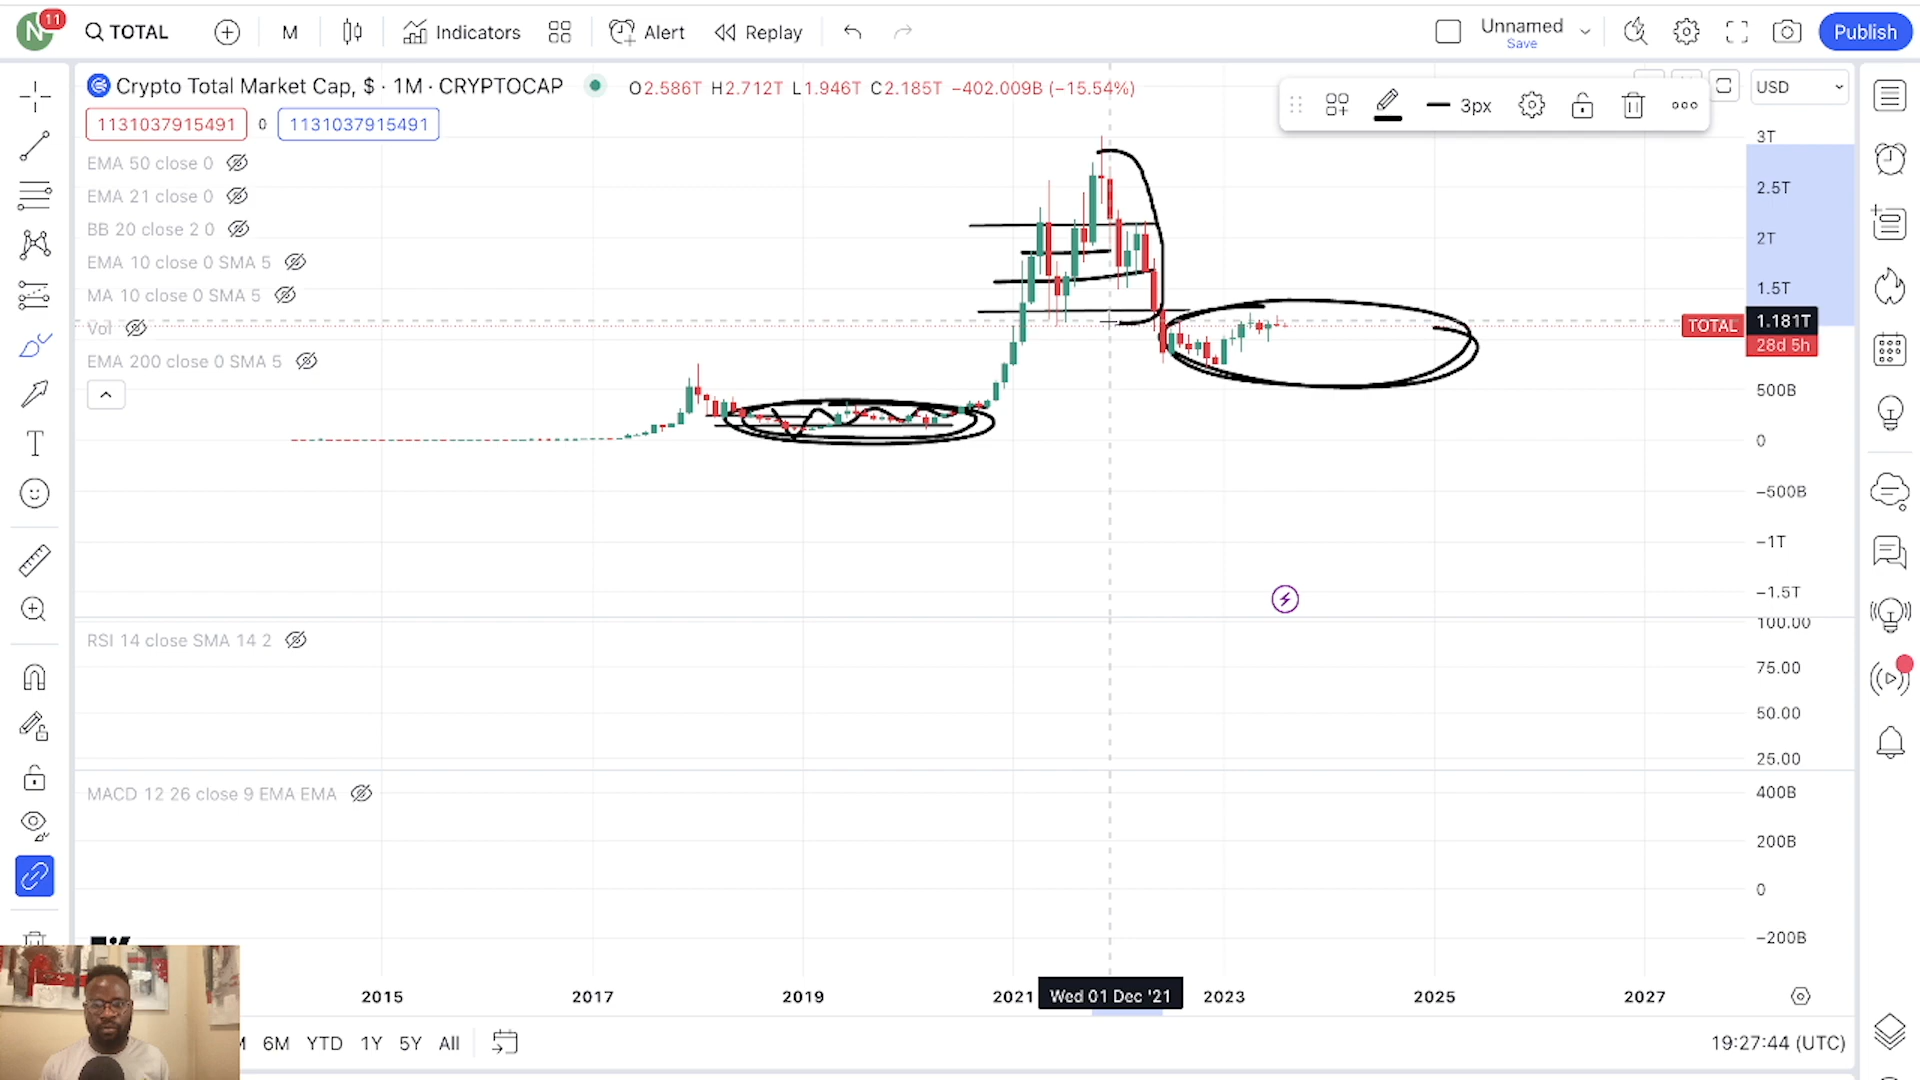 N 11 TOTAL M Indicators Alert Replay Unnamed Publish
Save
Crypto Total Market Cap, $ · 1M · CRYPTOCAP O2.586T H2.712T L1.946T C2.185T −402.009B (−15.54%) USD
3px
1131037915491 0 1131037915491
EMA 50 close 0
EMA 21 close 0
BB 20 close 2 0
EMA 10 close 0 SMA 5
MA 10 close 0 SMA 5
Vol
EMA 200 close 0 SMA 5
3T
2.5T
2T
1.5T
TOTAL 1.181T
28d 5h
500B
0
−500B
−1T
−1.5T
RSI 14 close SMA 14 2
100.00
75.00
50.00
25.00
MACD 12 26 close 9 EMA EMA
400B
200B
0
−200B
2015 2017 2019 2021 Wed 01 Dec '21 2023 2025 2027
6M YTD 1Y 5Y All 19:27:44 (UTC)